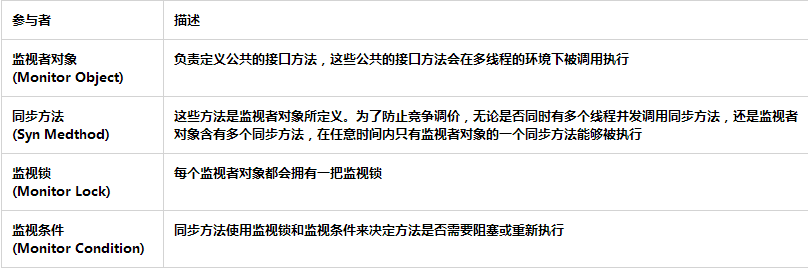 参与者 描述
监视者对象 负责定义公共的接口方法，这些公共的接口方法会在多线程的环境下被调用执行
(Monitor Object)
同步方法 这些方法是监视者对象所定义。为了防止竞争调价，无论是否同时有多个线程并发调用同步方法，还是监视者
(Syn Medthod) 对象含有多个同步方法，在任意时间内只有监视者对象的一个同步方法能够被执行
监视锁 每个监视者对象都会拥有一把监视锁
(Monitor Lock)
监视条件 同步方法使用监视锁和监视条件来决定方法是否需要阻塞或重新执行
(Monitor Condition)